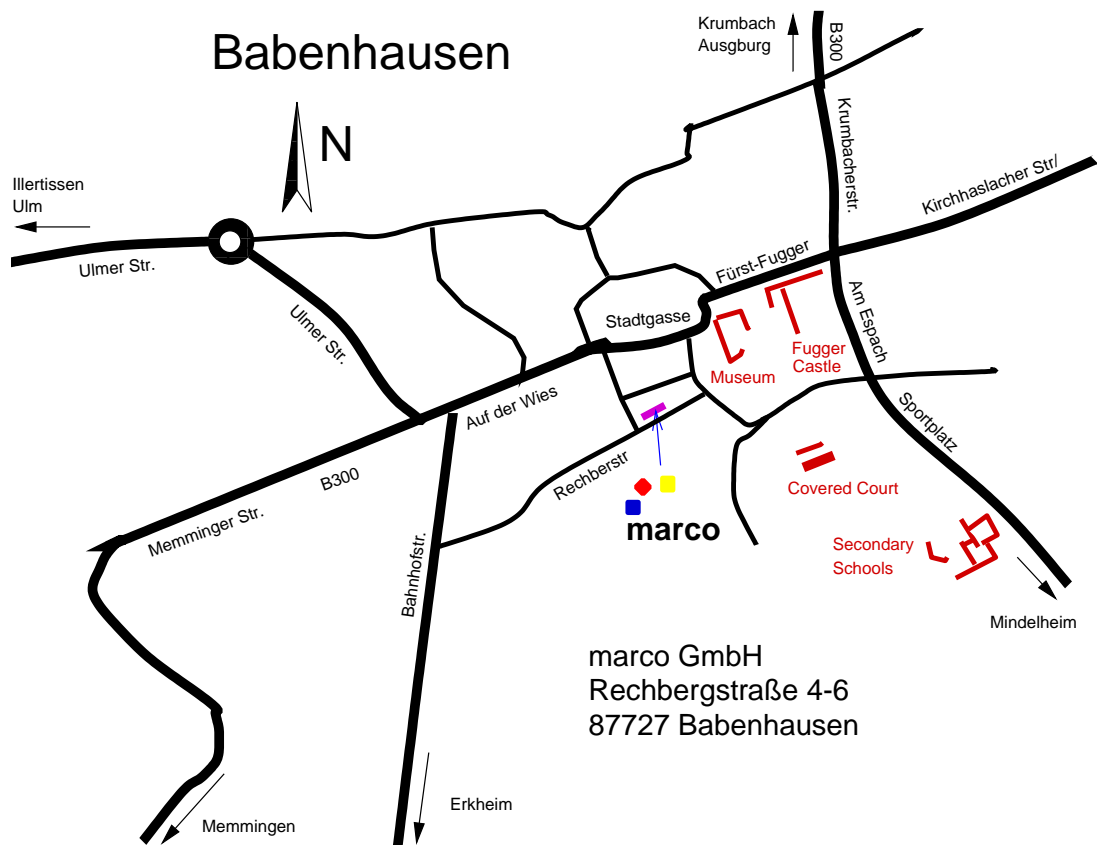 Babenhausen
Krumbach
Ausgburg
B300
N
Krumbacherstr.
Kirchhaslacher Str/
Illertissen
Ulm
Ulmer Str.
Fürst-Fugger
Ulmer Str.
Stadtgasse
Am Espach
Museum
Fugger
Castle
Auf der Wies
Sportplatz
Rechberstr
B300
Covered Court
Memminger Str.
marco
Secondary
Schools
Bahnhofstr.
Mindelheim
marco GmbH
Rechbergstraße 4-6
87727 Babenhausen
Erkheim
Memmingen